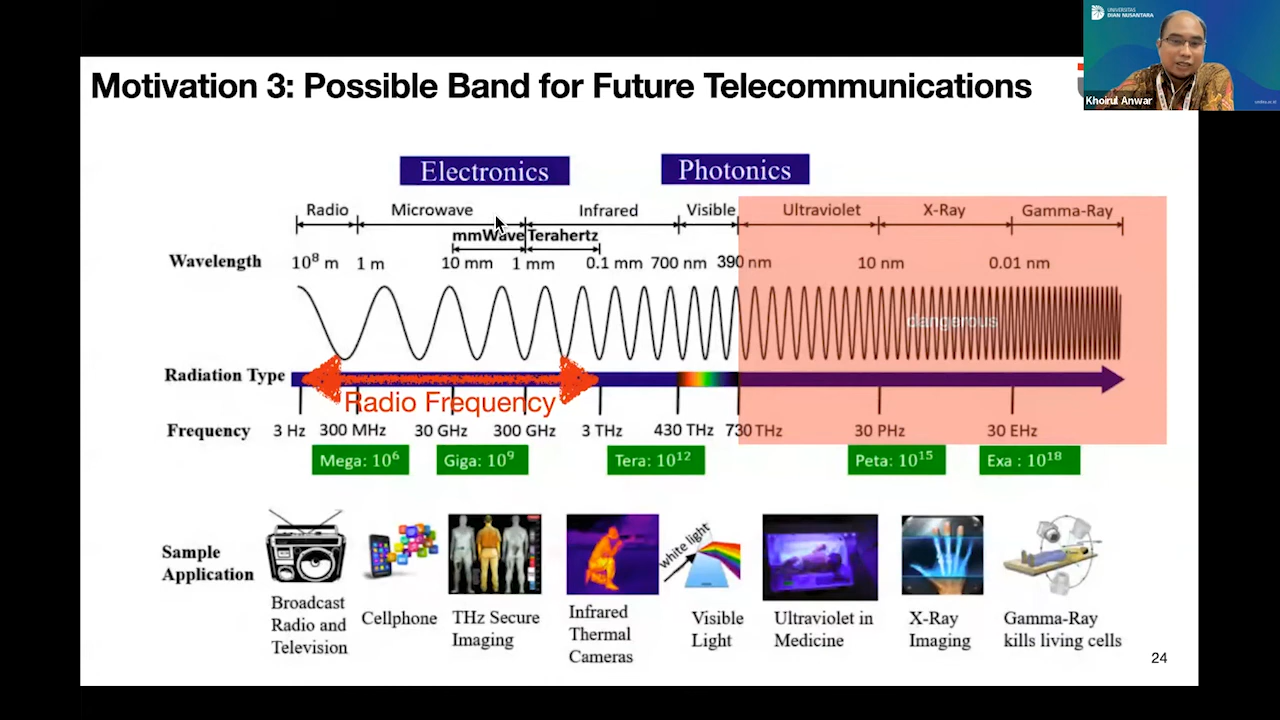 UNIVERSITAS
DIAN NUSANTARA
Khoirul Anwar
Motivation 3: Possible Band for Future Telecommunications
Electronics
Photonics
Radio
Microwave
Infrared
Visible
Ultraviolet
X-Ray
Gamma-Ray
mmWave
Terahertz
Wavelength
10⁸ m
1 m
10 mm
1 mm
0.1 mm
700 nm
390 nm
10 nm
0.01 nm
dangerous
Radiation Type
Radio Frequency
Frequency
3 Hz
300 MHz
30 GHz
300 GHz
3 THz
430 THz
730 THz
30 PHz
30 EHz
Mega: 10⁶
Giga: 10⁹
Tera: 10¹²
Peta: 10¹⁵
Exa : 10¹⁸
white light
Sample
Application
Broadcast
Radio and
Television
Cellphone
THz Secure
Imaging
Infrared
Thermal
Cameras
Visible
Light
Ultraviolet in
Medicine
X-Ray
Imaging
Gamma-Ray
kills living cells
24